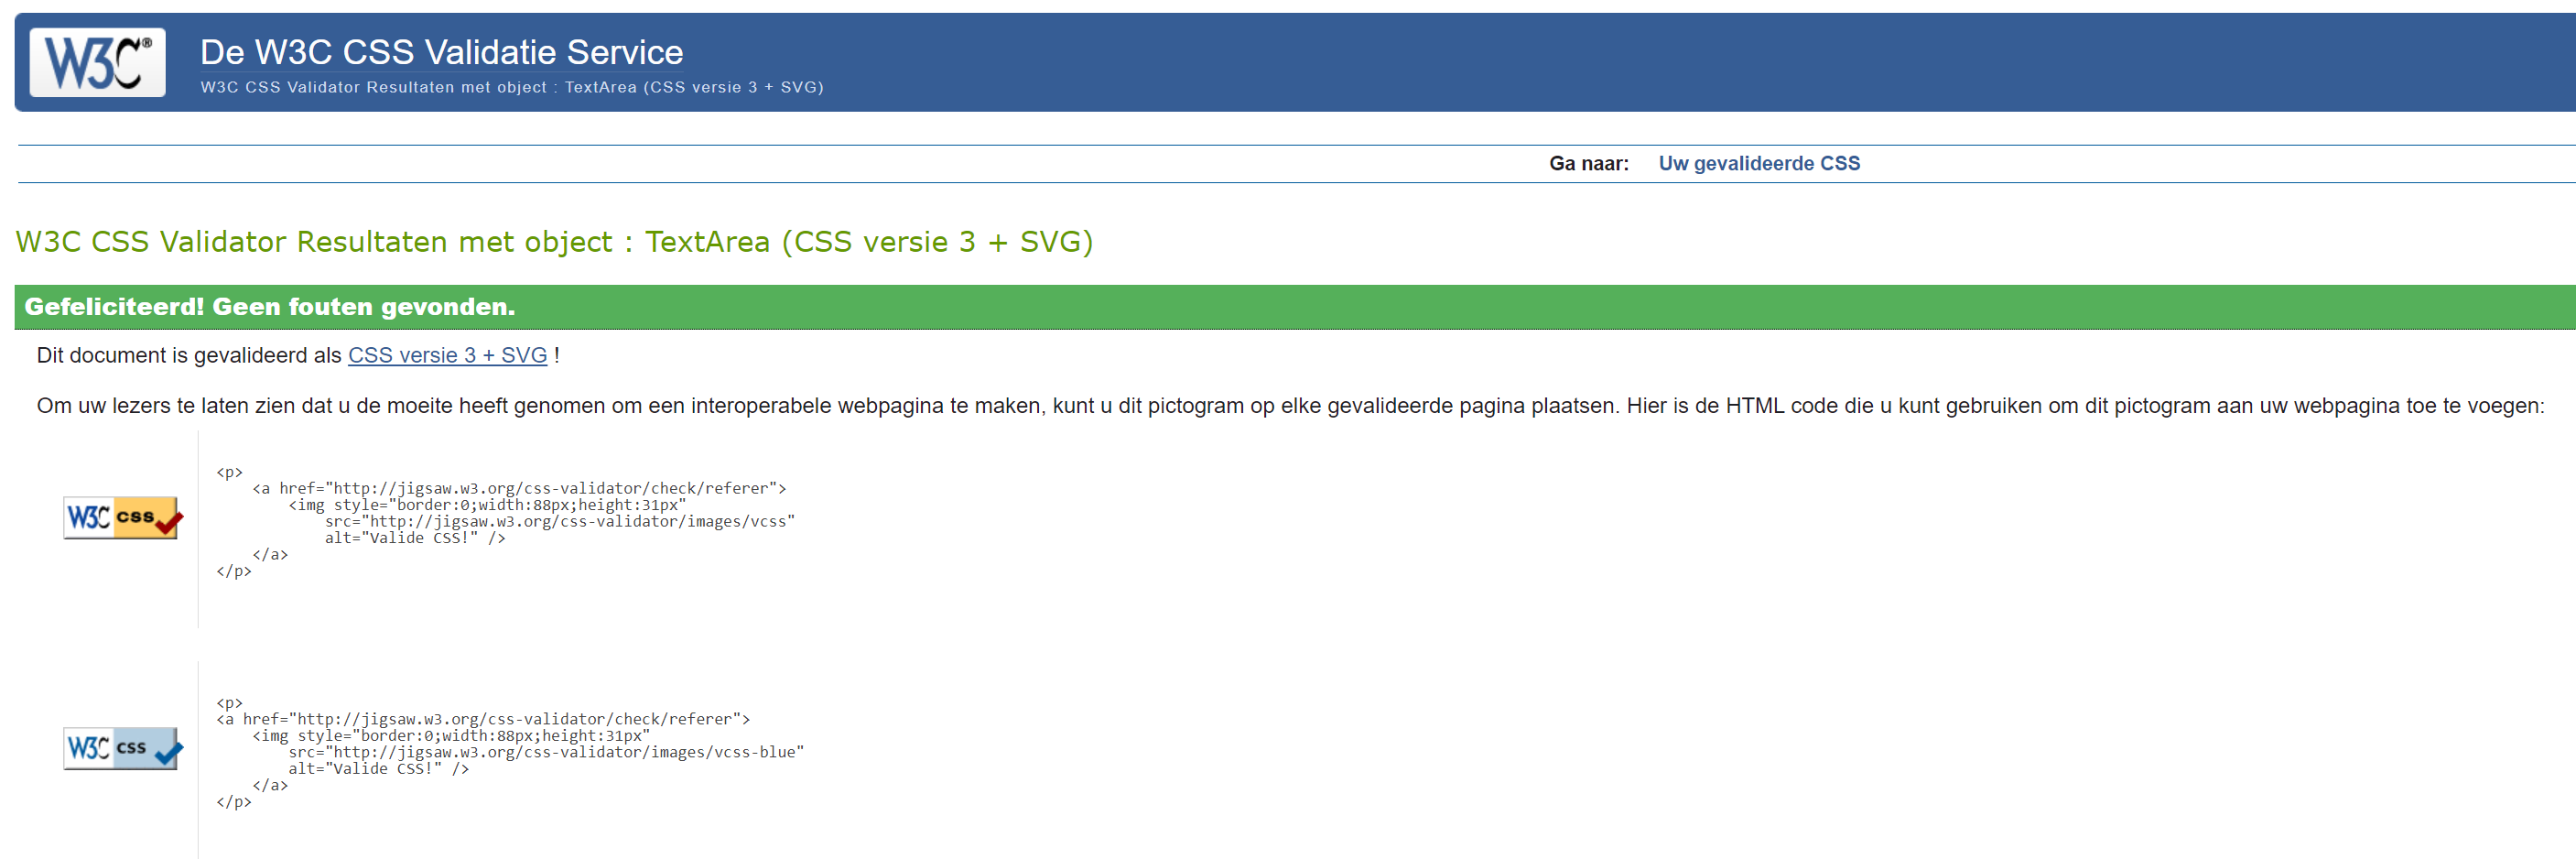 W3C®
De W3C CSS Validatie Service
W3C CSS Validator Resultaten met object : TextArea (CSS versie 3 + SVG)
Ga naar: Uw gevalideerde CSS
W3C CSS Validator Resultaten met object : TextArea (CSS versie 3 + SVG)
Gefeliciteerd! Geen fouten gevonden.
Dit document is gevalideerd als CSS versie 3 + SVG !
Om uw lezers te laten zien dat u de moeite heeft genomen om een interoperabele webpagina te maken, kunt u dit pictogram op elke gevalideerde pagina plaatsen. Hier is de HTML code die u kunt gebruiken om dit pictogram aan uw webpagina toe te voegen:
W3C css
<p>
    <a href="http://jigsaw.w3.org/css-validator/check/referer">
        <img style="border:0;width:88px;height:31px"
            src="http://jigsaw.w3.org/css-validator/images/vcss"
            alt="Valide CSS!" />
    </a>
</p>
W3C css
<p>
<a href="http://jigsaw.w3.org/css-validator/check/referer">
    <img style="border:0;width:88px;height:31px"
        src="http://jigsaw.w3.org/css-validator/images/vcss-blue"
        alt="Valide CSS!" />
    </a>
</p>